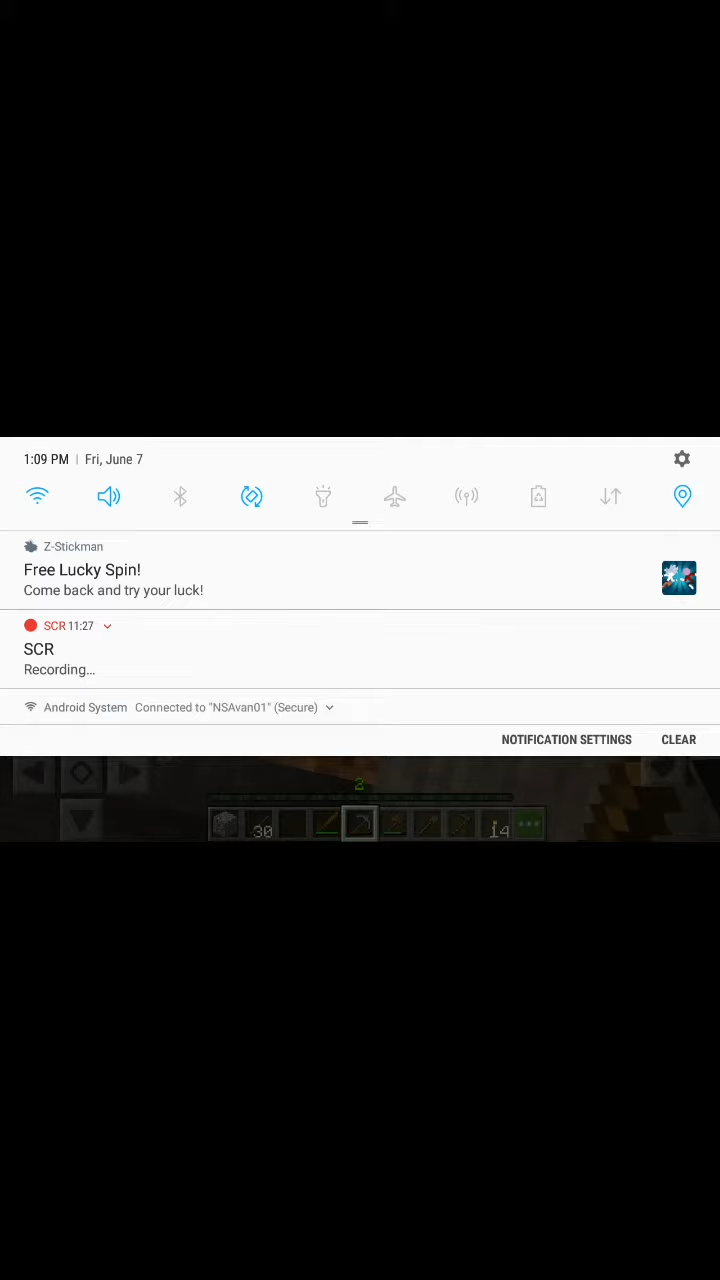 1:09 PM | Fri, June 7
Z-Stickman
Free Lucky Spin!
Come back and try your luck!
SCR 11:27
SCR
Recording...
Android System Connected to "NSAvan01" (Secure)
NOTIFICATION SETTINGS CLEAR
2
30 14